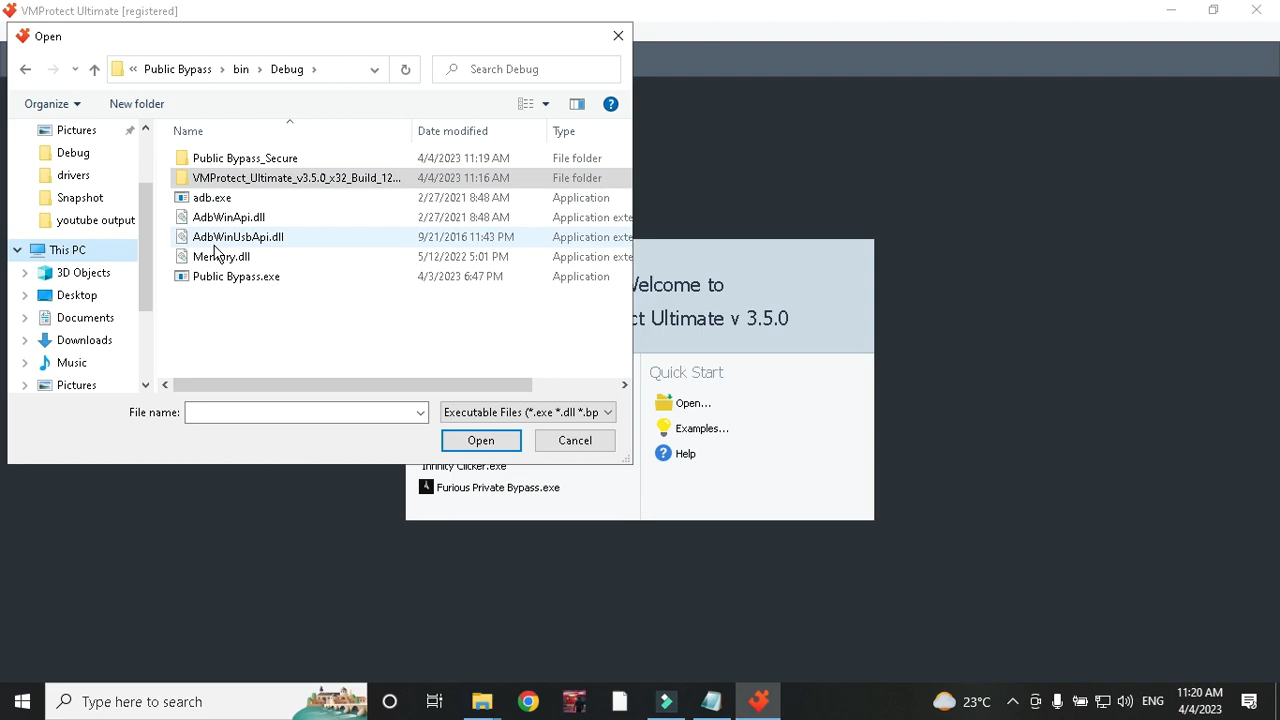 VMProtect Ultimate [registered]
Open
« Public Bypass > bin > Debug >
Search Debug
Organize
New folder
Name
Date modified
Type
Pictures
Debug
drivers
Snapshot
youtube output
This PC
3D Objects
Desktop
Documents
Downloads
Music
Pictures
Public Bypass_Secure 4/4/2023 11:19 AM File folder
VMProtect_Ultimate_v3.5.0_x32_Build_12... 4/4/2023 11:16 AM File folder
adb.exe 2/27/2021 8:48 AM Application
AdbWinApi.dll 2/27/2021 8:48 AM Application exte
AdbWinUsbApi.dll 9/21/2016 11:43 PM Application exte
Memory.dll 5/12/2022 5:01 PM Application exte
Public Bypass.exe 4/3/2023 6:47 PM Application
File name:
Executable Files (*.exe *.dll *.bp
Open
Cancel
elcome to
ct Ultimate v 3.5.0
Quick Start
Open...
Examples...
Help
Infinity Clicker.exe
Furious Private Bypass.exe
Type here to search
23°C
ENG
11:20 AM
4/4/2023